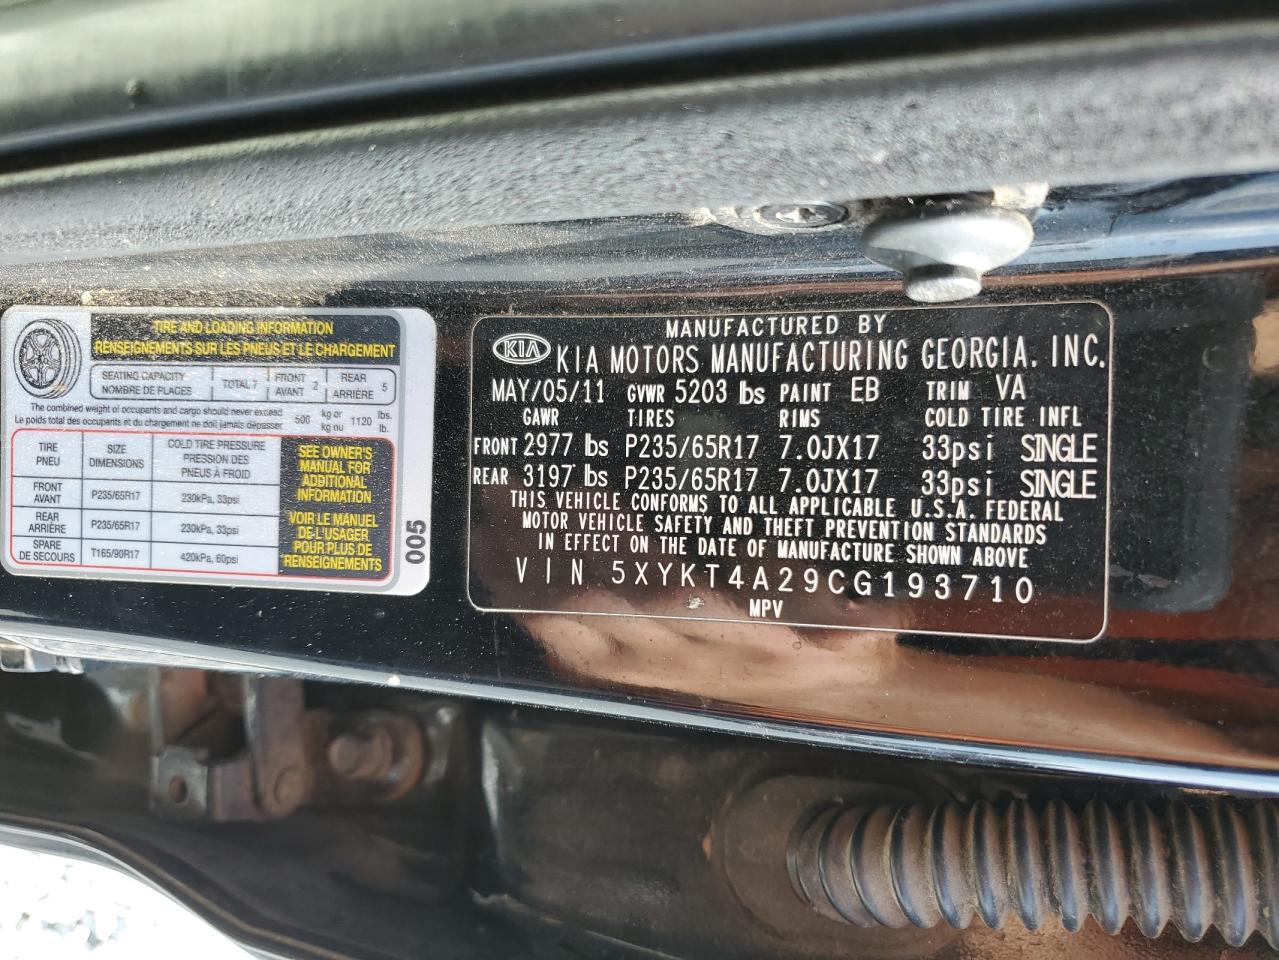 TIRE AND LOADING INFORMATION
RENSEIGNEMENTS SUR LES PNEUS ET LE CHARGEMENT
SEATING CAPACITY
NOMBRE DE PLACES
TOTAL 7
FRONT
AVANT 2
REAR
ARRIÈRE 5
The combined weight of occupants and cargo should never exceed 506 kg or 1120 lbs.
Le poids total des occupants et du chargement ne doit jamais dépasser kg ou lb.
TIRE
PNEU
SIZE
DIMENSIONS
COLD TIRE PRESSURE
PRESSION DES
PNEUS À FROID
FRONT
AVANT
P235/65R17
230kPa, 33psi
REAR
ARRIÈRE
P235/65R17
230kPa, 33psi
SPARE
DE SECOURS
T165/90R17
420kPa, 60psi
SEE OWNER'S
MANUAL FOR
ADDITIONAL
INFORMATION
VOIR LE MANUEL
DE L'USAGER
POUR PLUS DE
RENSEIGNEMENTS
005
MANUFACTURED BY
KIA KIA MOTORS MANUFACTURING GEORGIA, INC.
MAY/05/11 GVWR 5203 lbs PAINT EB TRIM VA
GAWR TIRES RIMS COLD TIRE INFL
FRONT 2977 lbs P235/65R17 7.0JX17 33psi SINGLE
REAR 3197 lbs P235/65R17 7.0JX17 33psi SINGLE
THIS VEHICLE CONFORMS TO ALL APPLICABLE U.S.A. FEDERAL
MOTOR VEHICLE SAFETY AND THEFT PREVENTION STANDARDS
IN EFFECT ON THE DATE OF MANUFACTURE SHOWN ABOVE
VIN 5XYKT4A29CG193710
MPV